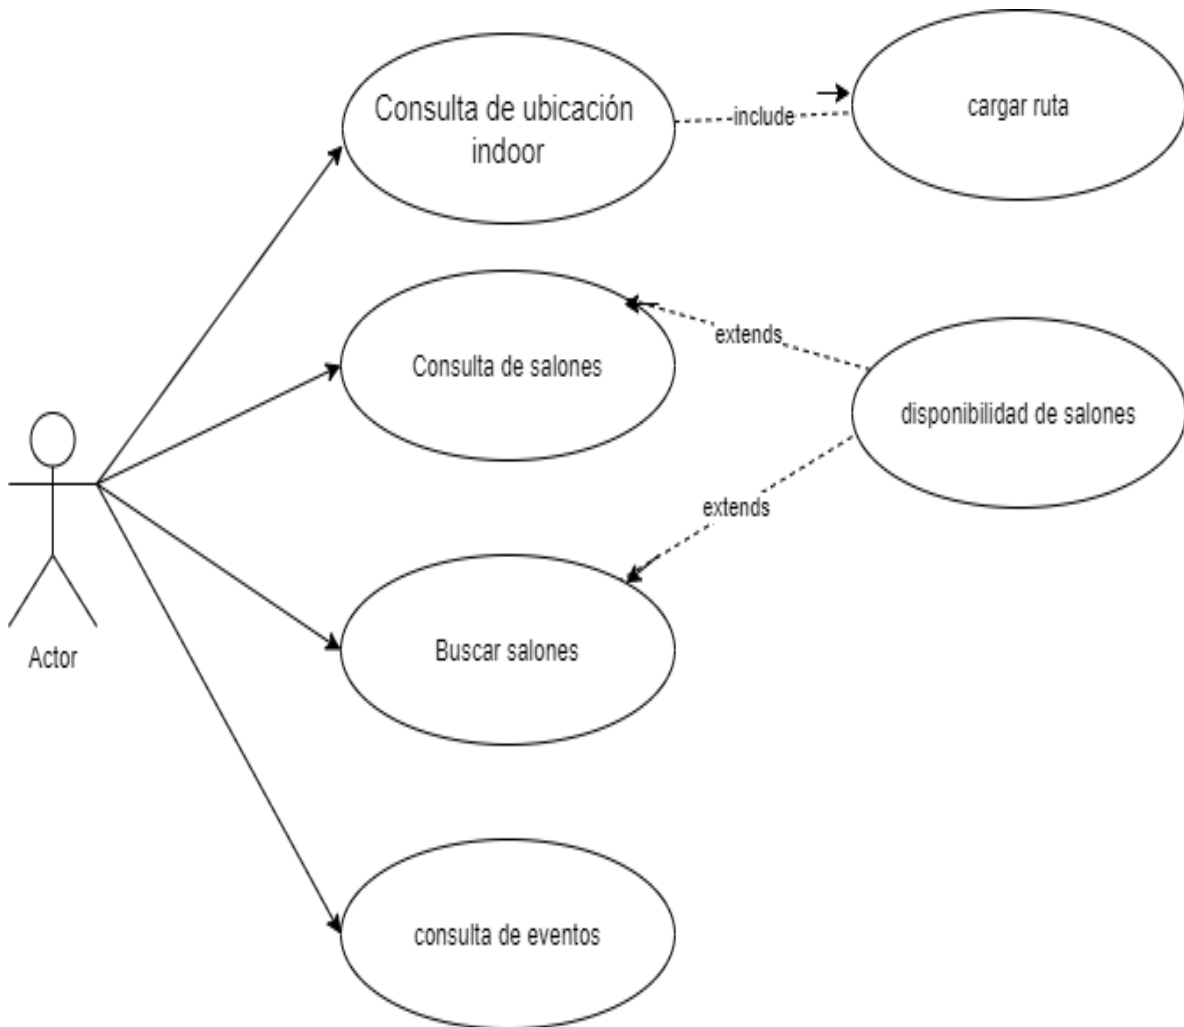 Consulta de ubicación
indoor
include
cargar ruta
Consulta de salones
extends
disponibilidad de salones
extends
Buscar salones
Actor
consulta de eventos